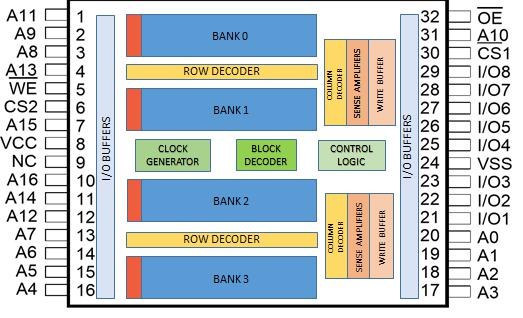 A11 1
A9 2
A8 3
A13 4
WE 5
CS2 6
A15 7
VCC 8
NC 9
A16 10
A14 11
A12 12
A7 13
A6 14
A5 15
A4 16
I/O BUFFERS
BANK 0
ROW DECODER
BANK 1
CLOCK
GENERATOR
BLOCK
DECODER
CONTROL
LOGIC
BANK 2
ROW DECODER
BANK 3
COLUMN
DECODER
SENSE AMPLIFIERS
WRITE BUFFER
COLUMN
DECODER
SENSE AMPLIFIERS
WRITE BUFFER
I/O BUFFERS
32 OE
31 A10
30 CS1
29 I/O8
28 I/O7
27 I/O6
26 I/O5
25 I/O4
24 VSS
23 I/O3
22 I/O2
21 I/O1
20 A0
19 A1
18 A2
17 A3